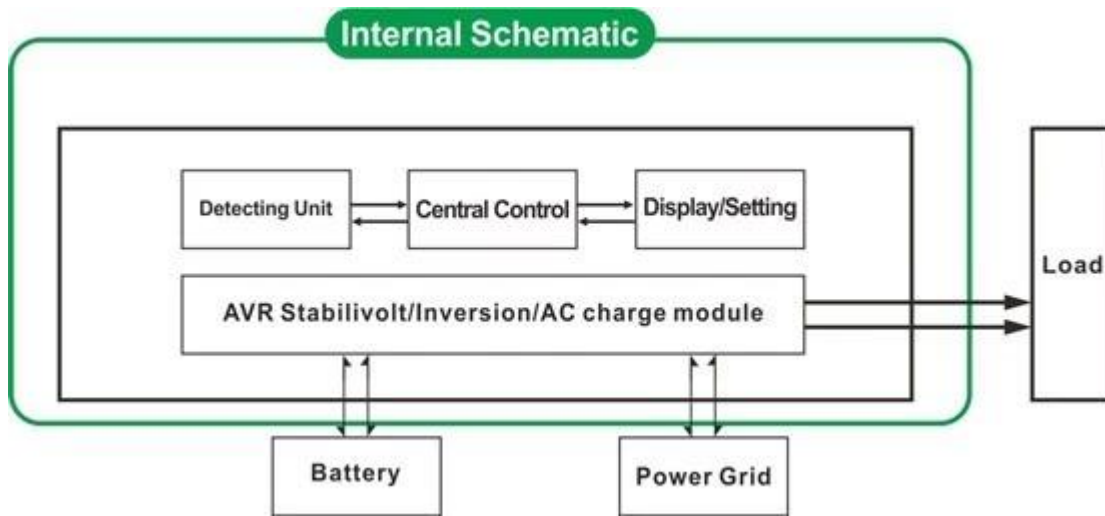 Internal Schematic
Detecting Unit
Central Control
Display/Setting
Load
AVR Stabilivolt/Inversion/AC charge module
Battery
Power Grid